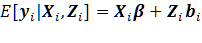 E[yᵢ|Xᵢ,Zᵢ] = Xᵢβ + Zᵢbᵢ